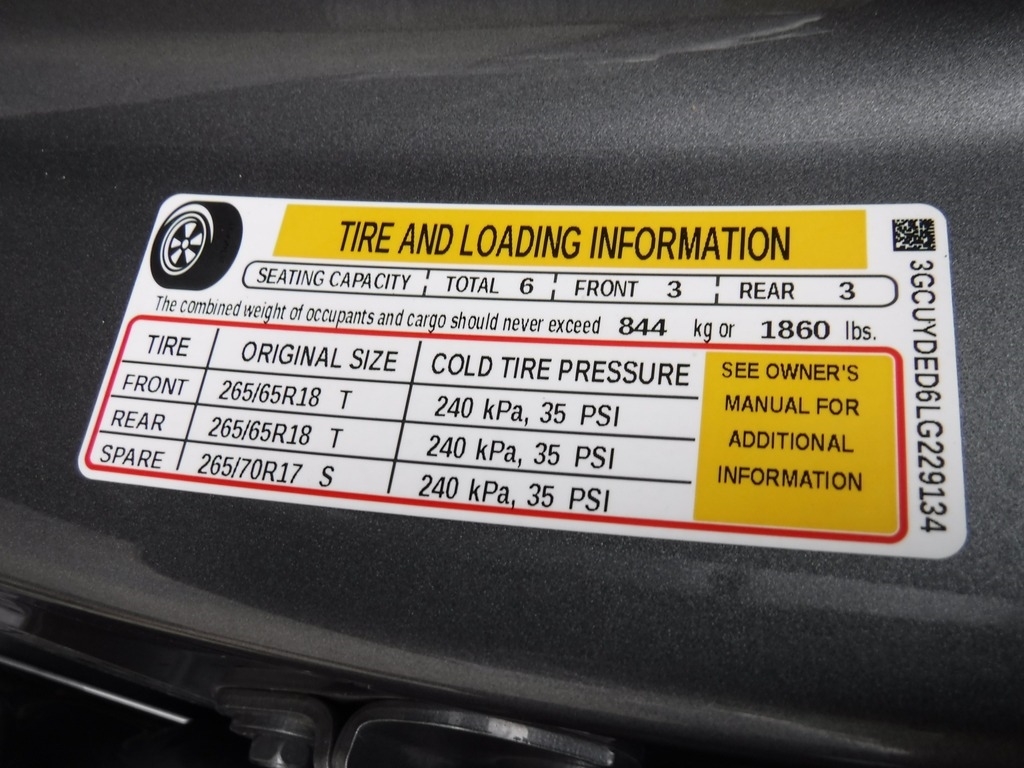 TIRE AND LOADING INFORMATION
SEATING CAPACITY TOTAL 6 FRONT 3 REAR 3
The combined weight of occupants and cargo should never exceed 844 kg or 1860 lbs.
TIRE ORIGINAL SIZE COLD TIRE PRESSURE
FRONT 265/65R18 T 240 kPa, 35 PSI
REAR 265/65R18 T 240 kPa, 35 PSI
SPARE 265/70R17 S 240 kPa, 35 PSI
SEE OWNER'S
MANUAL FOR
ADDITIONAL
INFORMATION
3GCUYDED6LG229134